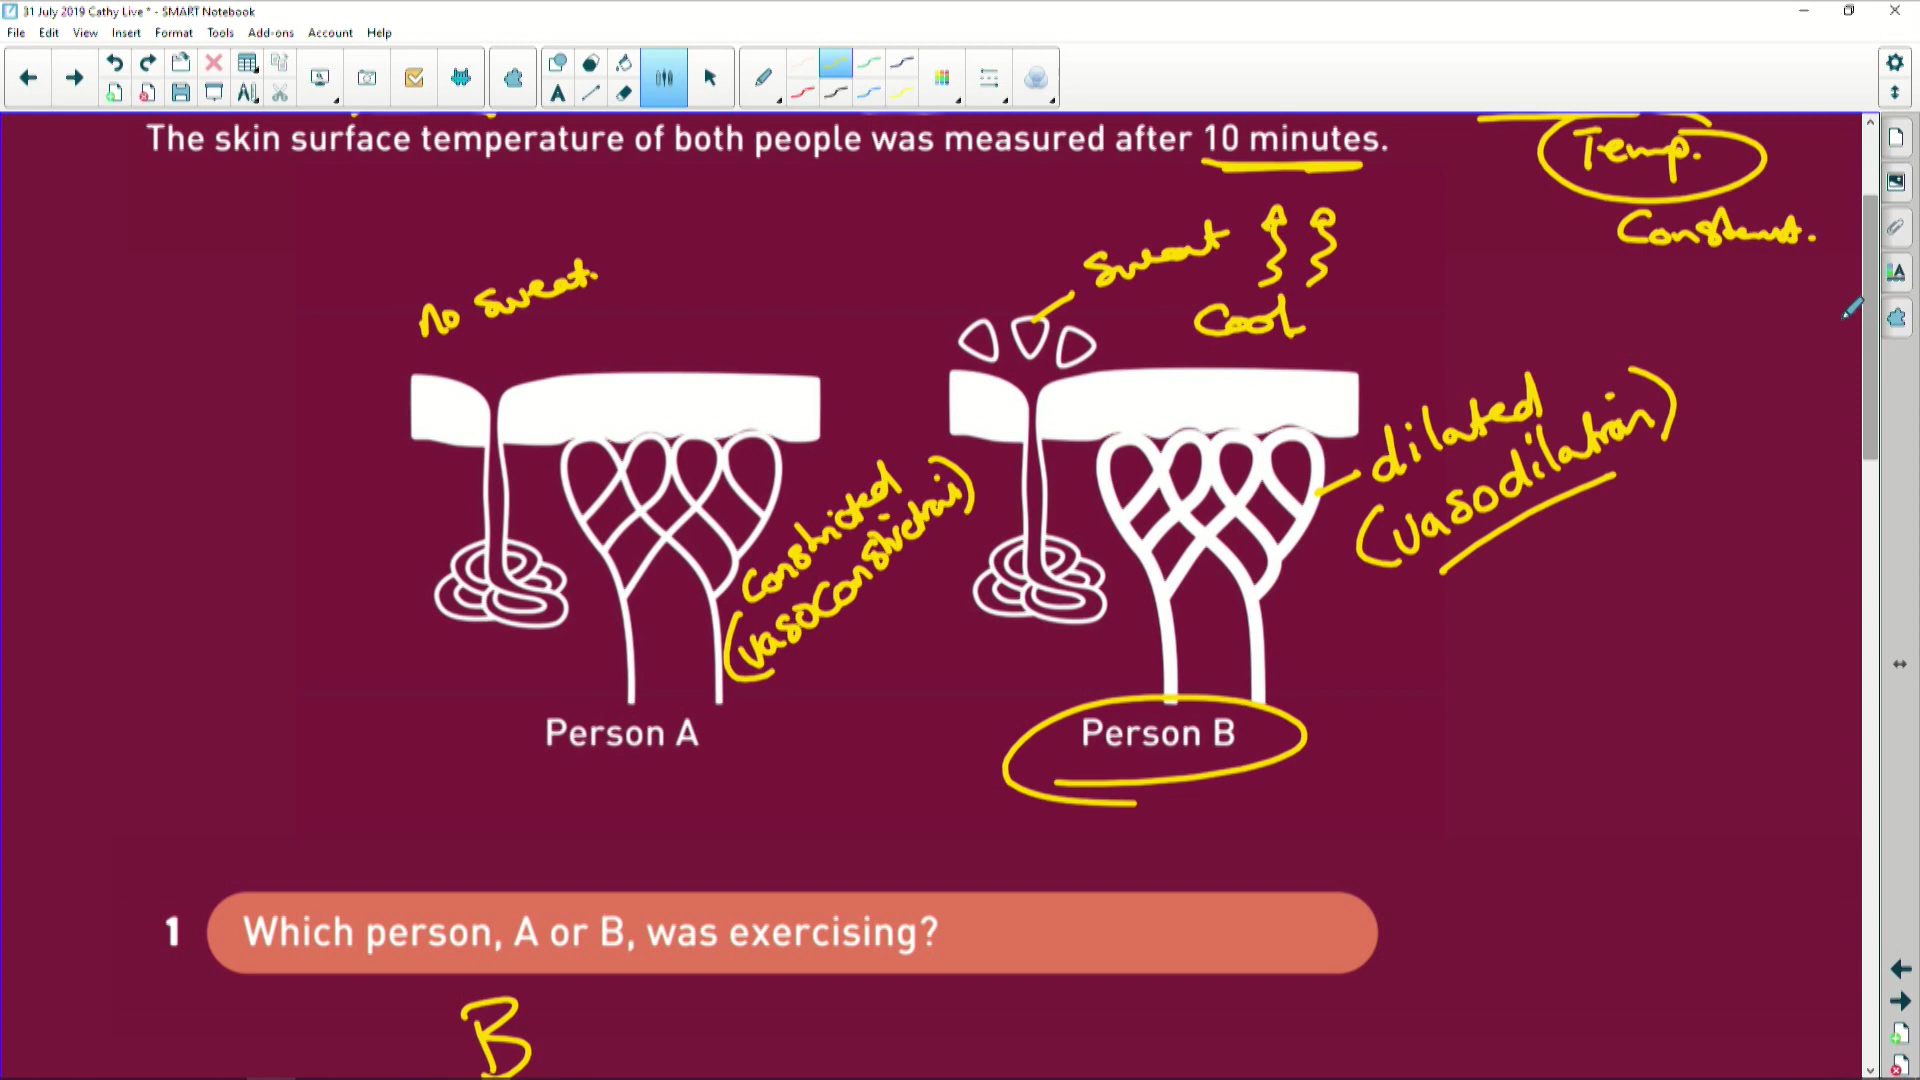 31 July 2019 Cathy Live * - SMART Notebook
File Edit View Insert Format Tools Add-ons Account Help
The skin surface temperature of both people was measured after 10 minutes.
Temp.
Constant.
no sweat.
sweat
Cool
dilated
(vasodilation)
constricted
(vasoconstriction)
Person A
Person B
1 Which person, A or B, was exercising?
B